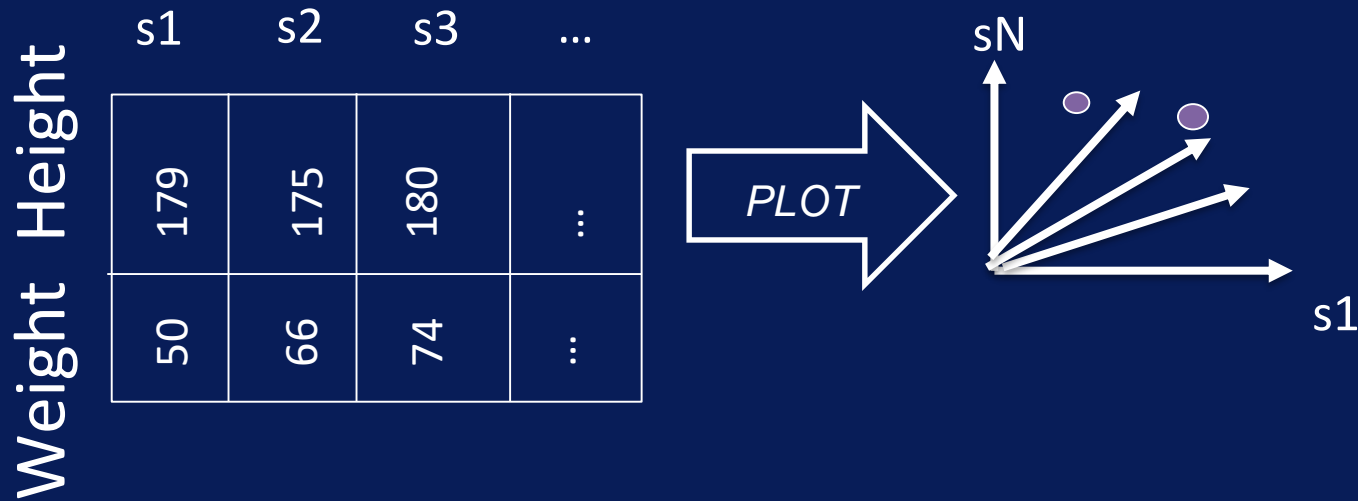 s1 s2 s3 ...
Height 179 175 180 ...
Weight 50 66 74 ...
PLOT
sN
s1